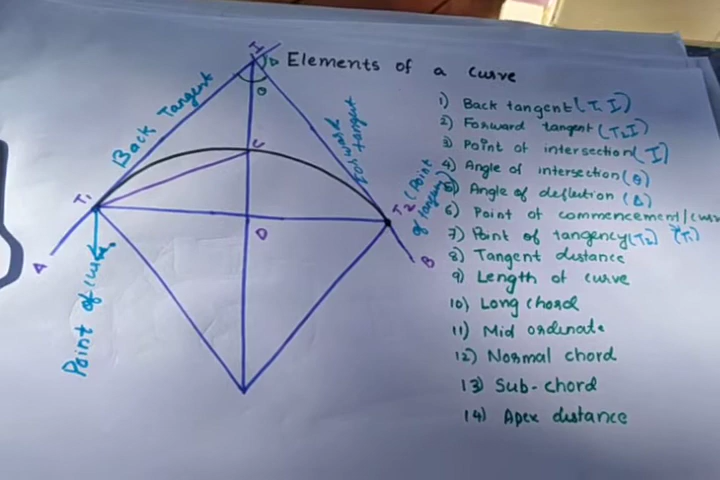 Elements of a curve
I
Δ
θ
Back Tangent
Forward tangent
C
T1
T2 (Point of tangency)
D
A
B
Point of curve
1) Back tangent (T1 I)
2) Forward tangent (T2 I)
3) Point of intersection (I)
4) Angle of intersection (θ)
5) Angle of deflection (Δ)
6) Point of commencement/curve
7) Point of tangency (T2) (T1)
8) Tangent distance
9) Length of curve
10) Long chord
11) Mid ordinate
12) Normal chord
13) Sub-chord
14) Apex distance